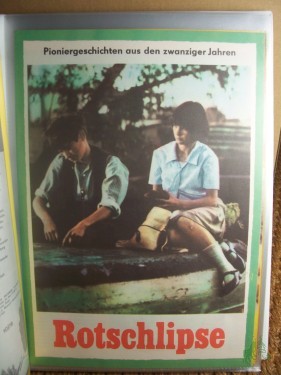 Pioniergeschichten aus den zwanziger Jahren
Rotschlipse